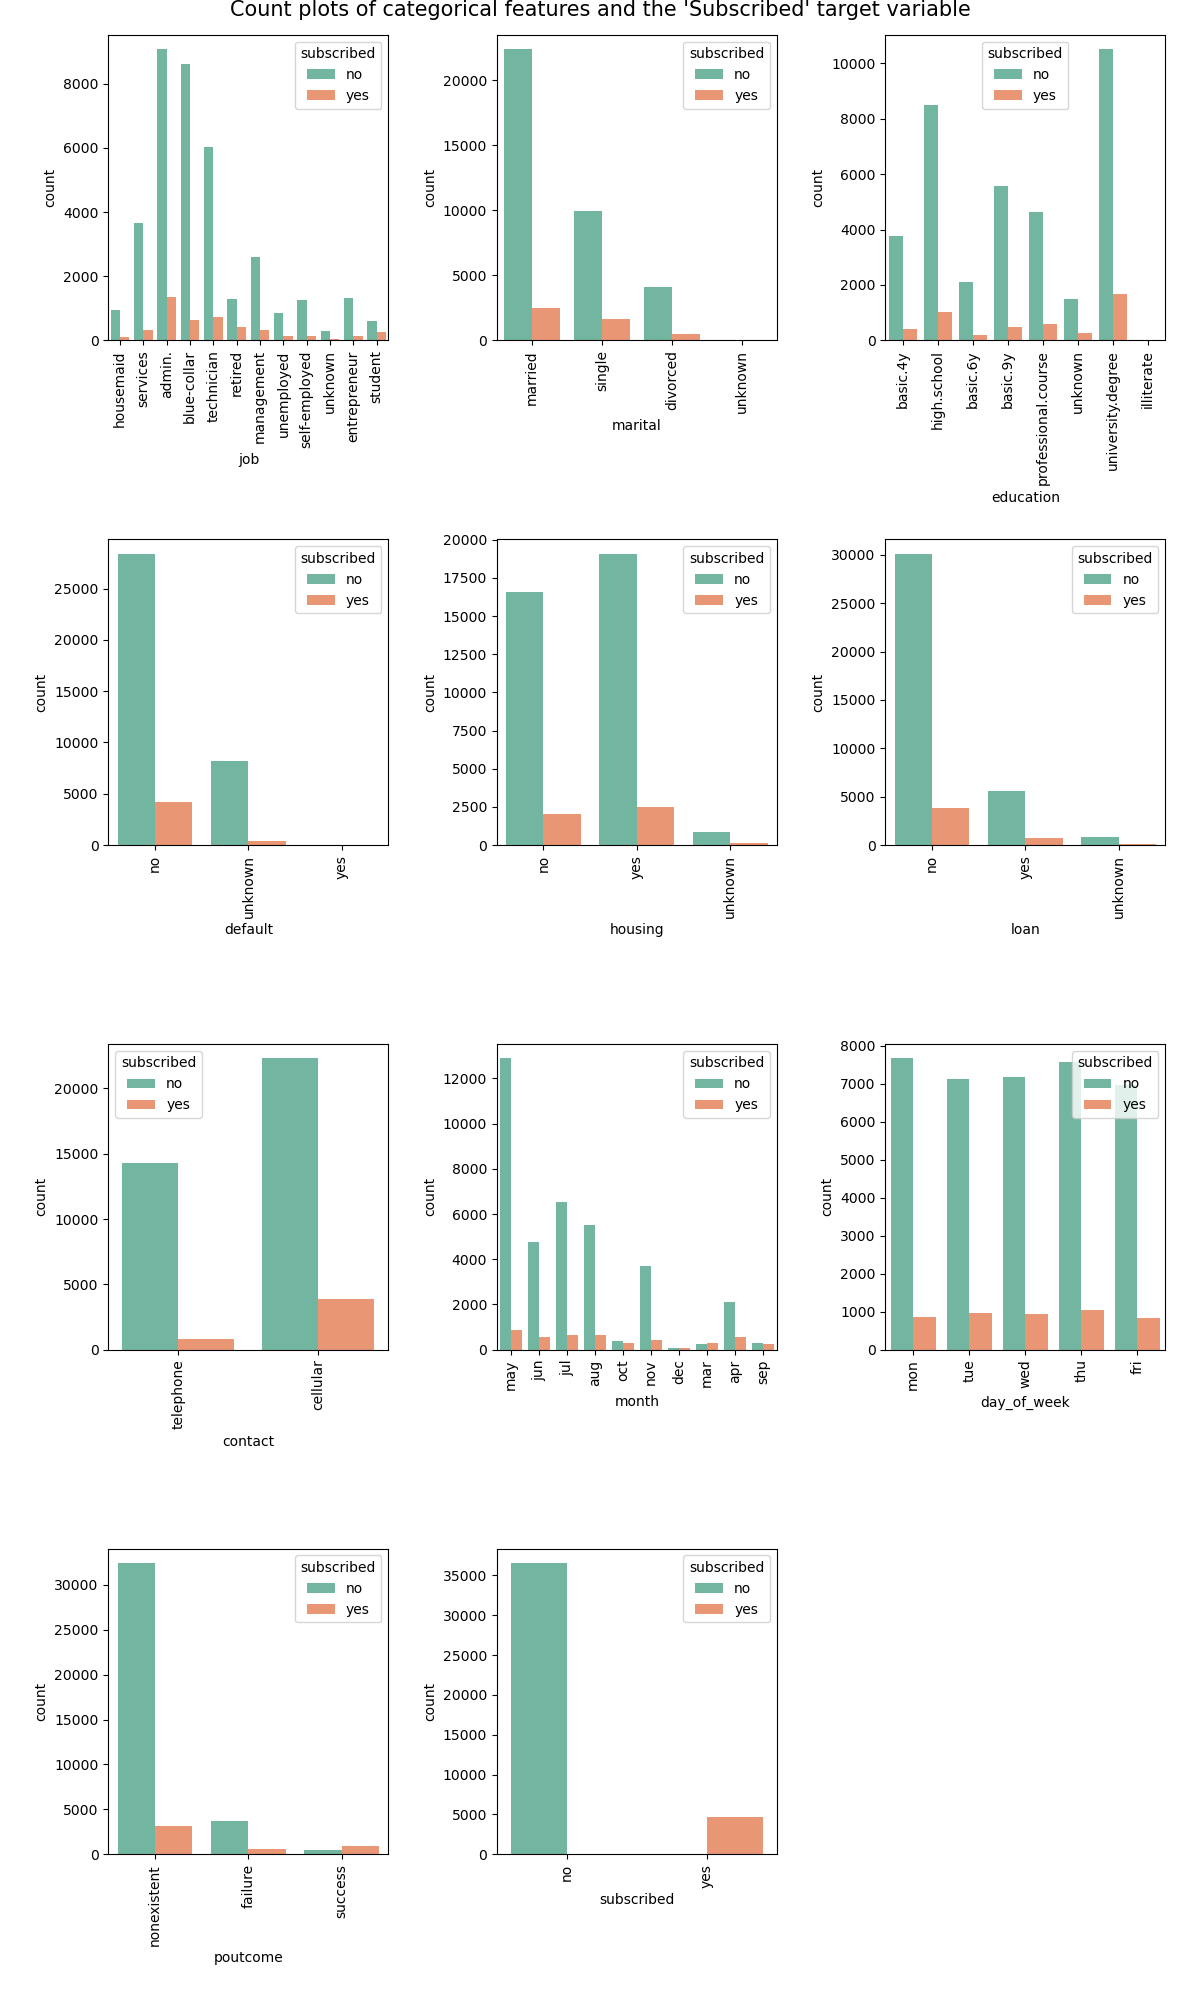 Count plots of categorical features and the 'Subscribed' target variable
subscribed
no
yes
8000
6000
4000
2000
0
count
housemaid
services
admin.
blue-collar
technician
retired
management
unemployed
self-employed
unknown
entrepreneur
student
job
subscribed
no
yes
20000
15000
10000
5000
0
count
married
single
divorced
unknown
marital
subscribed
no
yes
10000
8000
6000
4000
2000
0
count
basic.4y
high.school
basic.6y
basic.9y
professional.course
unknown
university.degree
illiterate
education
subscribed
no
yes
25000
20000
15000
10000
5000
0
count
no
unknown
yes
default
subscribed
no
yes
20000
17500
15000
12500
10000
7500
5000
2500
0
count
no
yes
unknown
housing
subscribed
no
yes
30000
25000
20000
15000
10000
5000
0
count
no
yes
unknown
loan
subscribed
no
yes
20000
15000
10000
5000
0
count
telephone
cellular
contact
subscribed
no
yes
12000
10000
8000
6000
4000
2000
0
count
may
jun
jul
aug
oct
nov
dec
mar
apr
sep
month
subscribed
no
yes
8000
7000
6000
5000
4000
3000
2000
1000
0
count
mon
tue
wed
thu
fri
day_of_week
subscribed
no
yes
30000
25000
20000
15000
10000
5000
0
count
nonexistent
failure
success
poutcome
subscribed
no
yes
35000
30000
25000
20000
15000
10000
5000
0
count
no
yes
subscribed